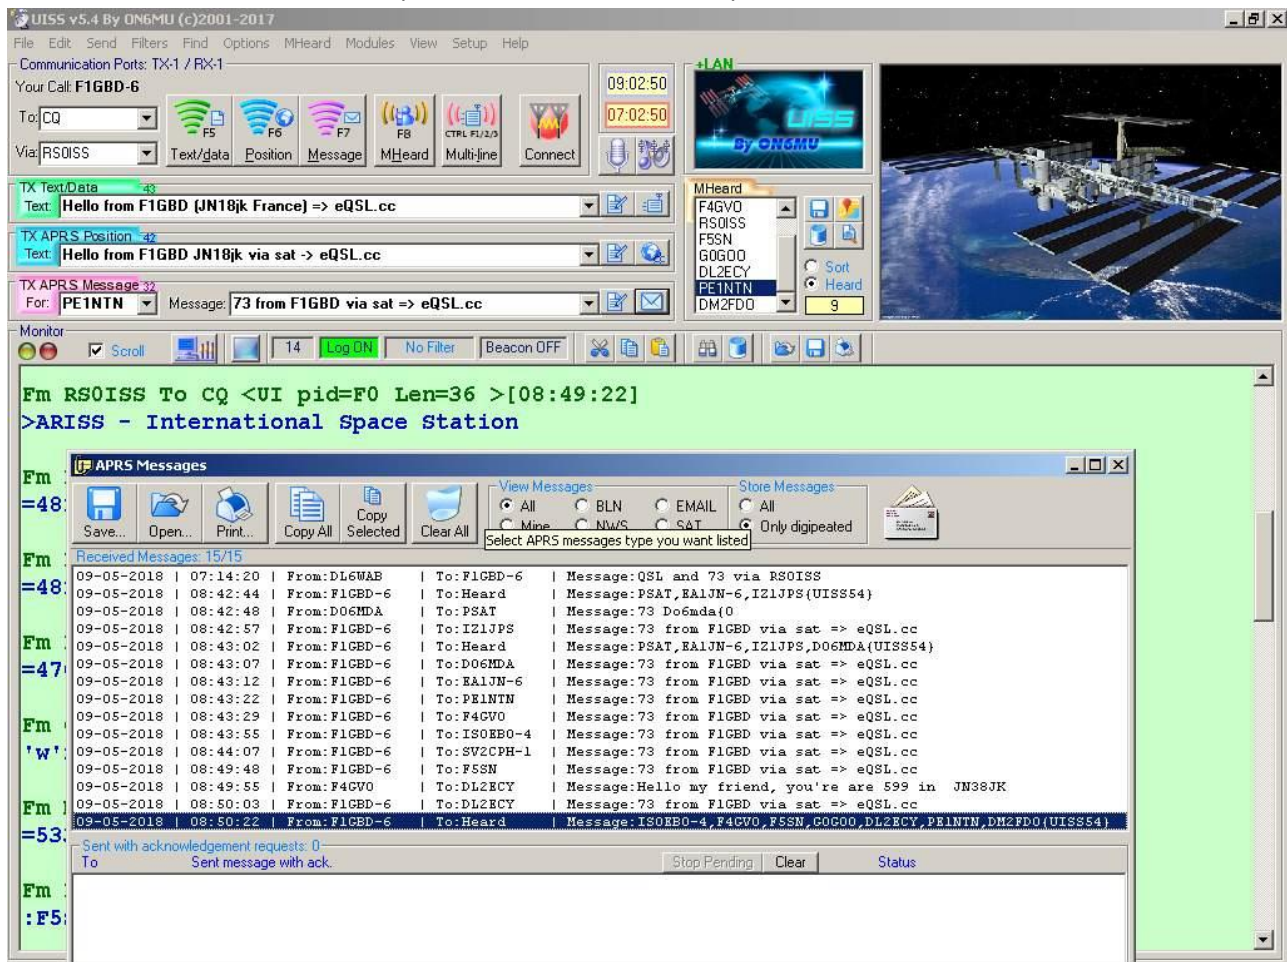 UISS v5.4 By ON6MU (c)2001-2017
File Edit Send Filters Find Options MHeard Modules View Setup Help
Communication Ports: TX-1 / RX-1
Your Call: F1GBD-6
To: CQ
Via: RS0ISS
F5
Text/data
F6
Position
F7
Message
F8
MHeard
CTRL F1/2/3
Multi-line
Connect
09:02:50
07:02:50
+LAN
UISS
By ON6MU
TX Text/Data 43
Text: Hello from F1GBD (JN18jk France) => eQSL.cc
TX APRS Position 42
Text: Hello from F1GBD JN18jk via sat -> eQSL.cc
TX APRS Message 32
For: PE1NTN Message: 73 from F1GBD via sat => eQSL.cc
MHeard
F4GVO
RS0ISS
F5SN
G0GOO
DL2ECY
PE1NTN
DM2FDO
Sort
Heard
9
Monitor
Scroll 14 Log ON No Filter Beacon OFF
Fm RS0ISS To CQ <UI pid=F0 Len=36 >[08:49:22]
>ARISS - International Space Station
Fm
=48
Fm
=48
Fm
=47
Fm
'w'
Fm
=53
Fm
:F5
APRS Messages
Save... Open... Print... Copy All Copy Selected Clear All
View Messages
All BLN EMAIL
Mine NWS SAT
Store Messages
All
Only digipeated
Select APRS messages type you want listed
Received Messages: 15/15
09-05-2018 | 07:14:20 | From:DL6WAB | To:F1GBD-6 | Message:QSL and 73 via RS0ISS
09-05-2018 | 08:42:44 | From:F1GBD-6 | To:Heard | Message:PSAT,EA1JN-6,IZ1JPS{UISS54}
09-05-2018 | 08:42:48 | From:DO6MDA | To:PSAT | Message:73 Do6mda{0
09-05-2018 | 08:42:57 | From:F1GBD-6 | To:IZ1JPS | Message:73 from F1GBD via sat => eQSL.cc
09-05-2018 | 08:43:02 | From:F1GBD-6 | To:Heard | Message:PSAT,EA1JN-6,IZ1JPS,DO6MDA{UISS54}
09-05-2018 | 08:43:07 | From:F1GBD-6 | To:DO6MDA | Message:73 from F1GBD via sat => eQSL.cc
09-05-2018 | 08:43:12 | From:F1GBD-6 | To:EA1JN-6 | Message:73 from F1GBD via sat => eQSL.cc
09-05-2018 | 08:43:22 | From:F1GBD-6 | To:PE1NTN | Message:73 from F1GBD via sat => eQSL.cc
09-05-2018 | 08:43:29 | From:F1GBD-6 | To:F4GVO | Message:73 from F1GBD via sat => eQSL.cc
09-05-2018 | 08:43:55 | From:F1GBD-6 | To:IS0EBO-4 | Message:73 from F1GBD via sat => eQSL.cc
09-05-2018 | 08:44:07 | From:F1GBD-6 | To:SV2CPH-1 | Message:73 from F1GBD via sat => eQSL.cc
09-05-2018 | 08:49:48 | From:F1GBD-6 | To:F5SN | Message:73 from F1GBD via sat => eQSL.cc
09-05-2018 | 08:49:55 | From:F4GVO | To:DL2ECY | Message:Hello my friend, you're are 599 in JN38JK
09-05-2018 | 08:50:03 | From:F1GBD-6 | To:DL2ECY | Message:73 from F1GBD via sat => eQSL.cc
09-05-2018 | 08:50:22 | From:F1GBD-6 | To:Heard | Message:IS0EBO-4,F4GVO,F5SN,G0GOO,DL2ECY,PE1NTN,DM2FDO{UISS54}
Sent with acknowledgement requests: 0
To Sent message with ack. Stop Pending Clear Status